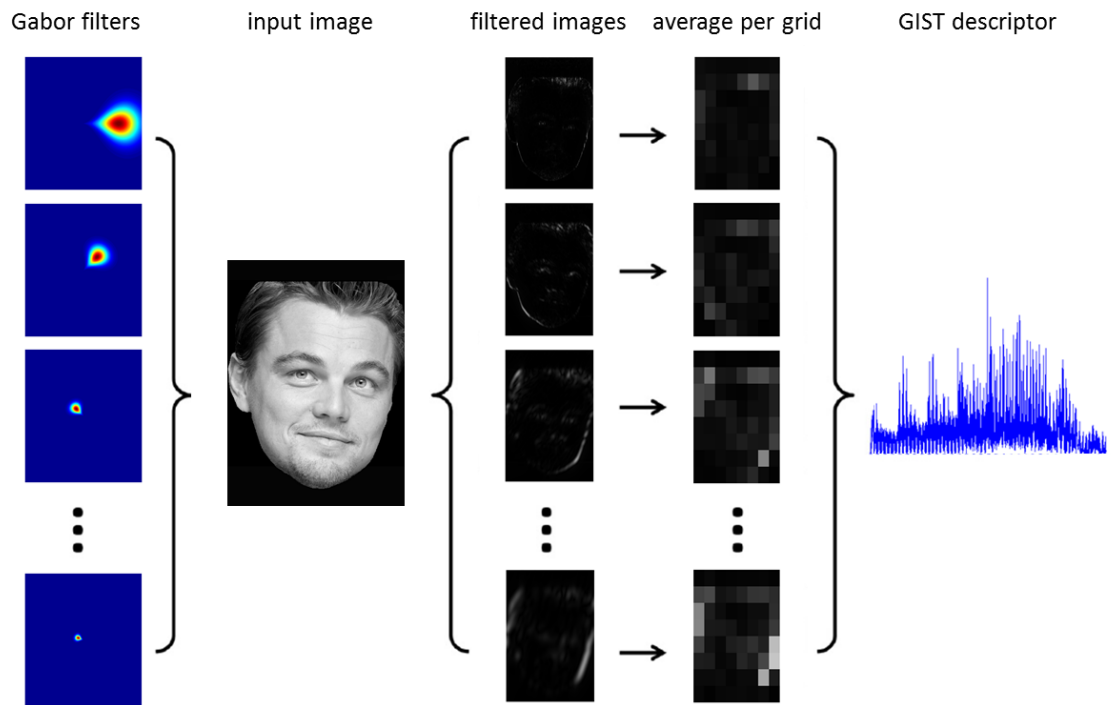 Gabor filters
input image
filtered images
average per grid
GIST descriptor